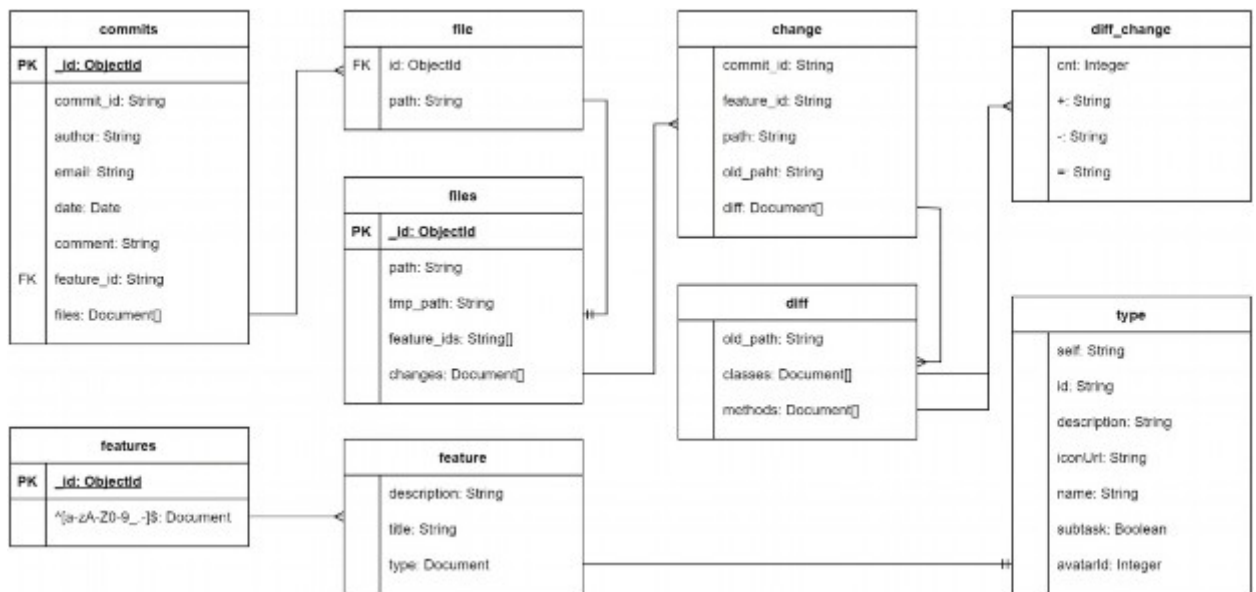 commits
PK _id: ObjectId
commit_id: String
author: String
email: String
date: Date
comment: String
FK feature_id: String
files: Document[]
file
FK id: ObjectId
path: String
files
PK _id: ObjectId
path: String
tmp_path: String
feature_ids: String[]
changes: Document[]
change
commit_id: String
feature_id: String
path: String
old_paht: String
diff: Document[]
diff_change
cnt: Integer
+: String
-: String
=: String
diff
old_path: String
classes: Document[]
methods: Document[]
type
self: String
id: String
description: String
iconUrl: String
name: String
subtask: Boolean
avatarId: Integer
features
PK _id: ObjectId
^[a-zA-Z0-9_.-]$: Document
feature
description: String
title: String
type: Document